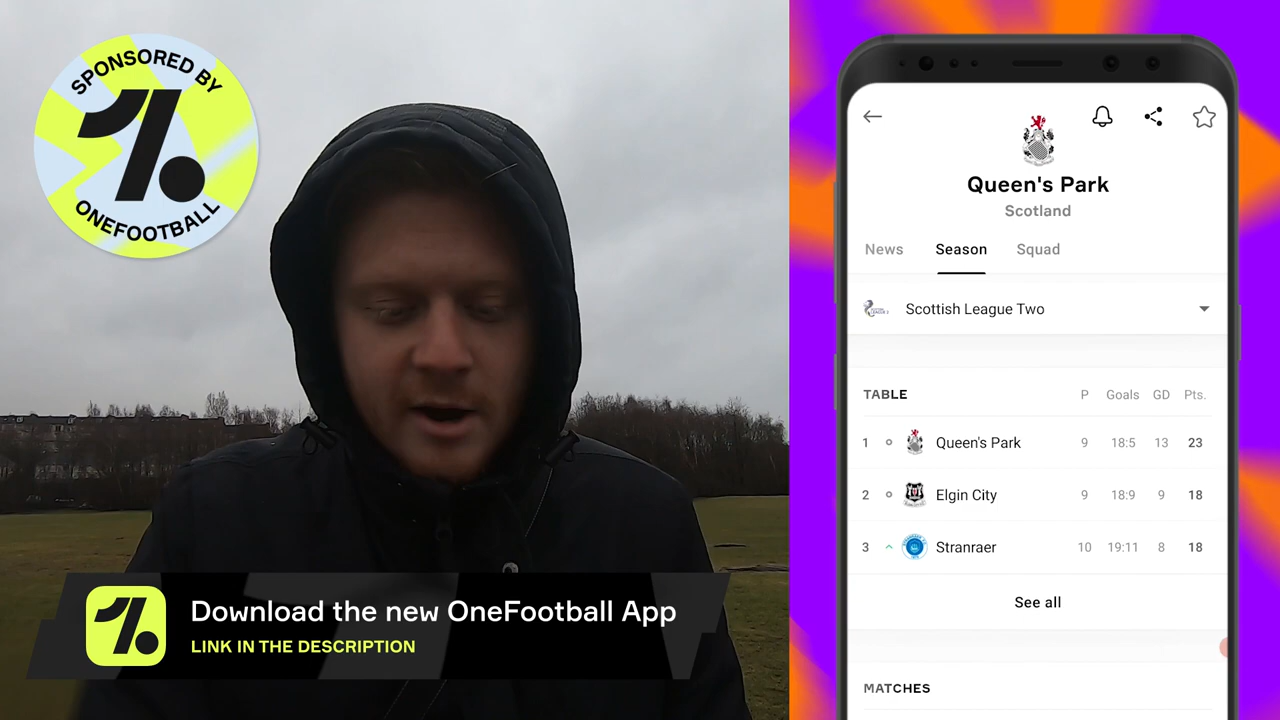 SPONSORED BY
ONEFOOTBALL
Download the new OneFootball App
LINK IN THE DESCRIPTION
Queen's Park
Scotland
News Season Squad
Scottish League Two
TABLE P Goals GD Pts.
1 Queen's Park 9 18:5 13 23
2 Elgin City 9 18:9 9 18
3 Stranraer 10 19:11 8 18
See all
MATCHES